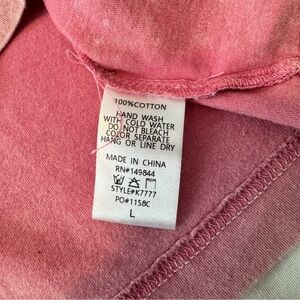 100%COTTON
HAND WASH
WITH COLD WATER
DO NOT BLEACH
COLOR SEPARATE
HANG OR LINE DRY
MADE IN CHINA
RN#149844
STYLE#K7777
PO#1158C
L